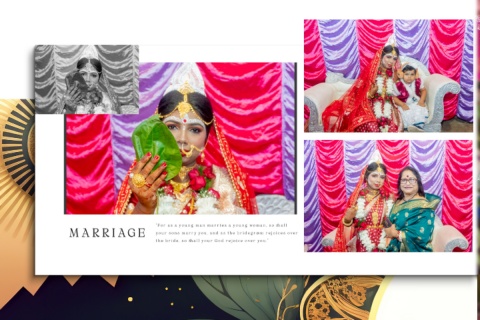 MARRIAGE
"For as a young man marries a young woman, so shall
your sons marry you, and as the bridegroom rejoices over
the bride, so shall your God rejoice over you."